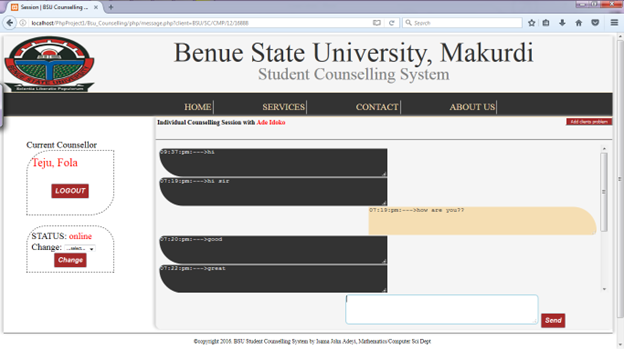 Session | BSU Counselling ...
localhost/PhpProject1/Bsu_Counselling/php/message.php?client=BSU/SC/CMP/12/18888
Search
Benue State University, Makurdi
Student Counselling System
Scientia Liberate Populorum
HOME
SERVICES
CONTACT
ABOUT US
Individual Counselling Session with Ade Idoko
Add clients problem
Current Counsellor
Teju, Fola
LOGOUT
STATUS: online
Change: ...select...
Change
09:37:pm:--->hi
07:19:pm:--->hi sir
07:19:pm:--->how are you??
07:20:pm:--->good
07:22:pm:--->great
Send
©copyright 2016. BSU Student Counselling System by Isama John Adeyi, Mathematics/Computer Sci Dept